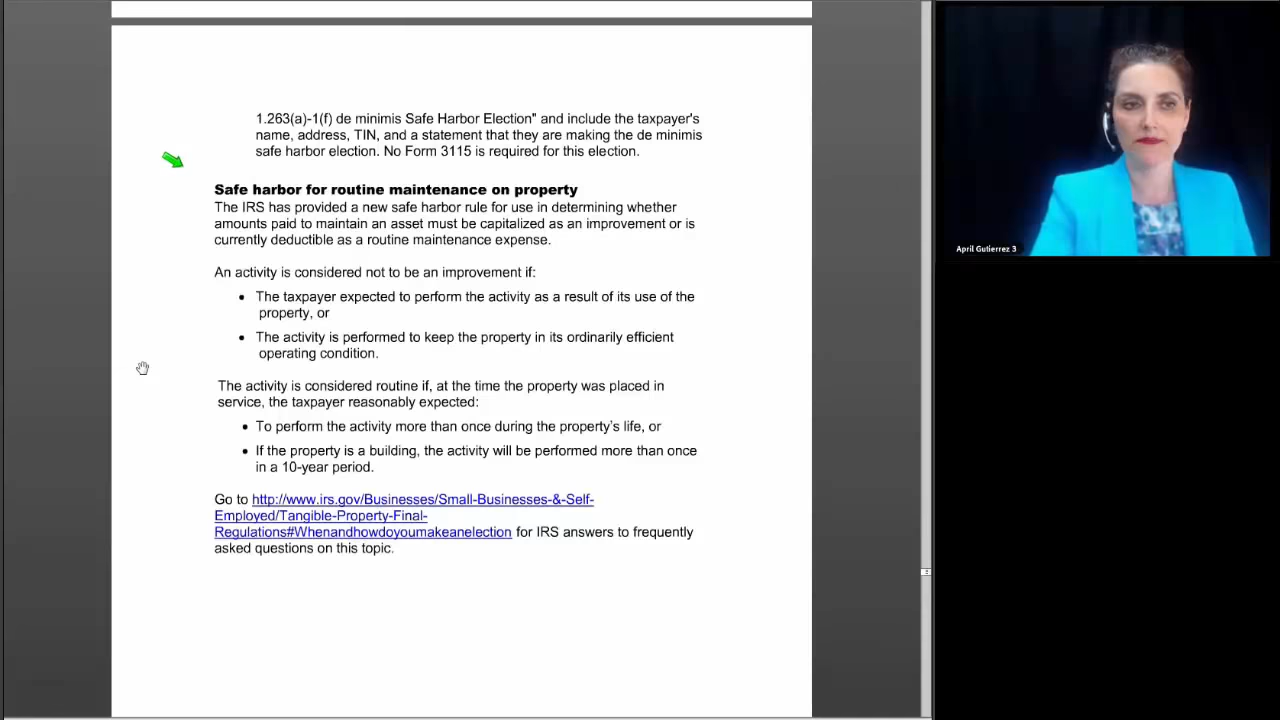 1.263(a)-1(f) de minimis Safe Harbor Election" and include the taxpayer's
name, address, TIN, and a statement that they are making the de minimis
safe harbor election. No Form 3115 is required for this election.
Safe harbor for routine maintenance on property
The IRS has provided a new safe harbor rule for use in determining whether
amounts paid to maintain an asset must be capitalized as an improvement or is
currently deductible as a routine maintenance expense.
An activity is considered not to be an improvement if:
• The taxpayer expected to perform the activity as a result of its use of the
property, or
• The activity is performed to keep the property in its ordinarily efficient
operating condition.
The activity is considered routine if, at the time the property was placed in
service, the taxpayer reasonably expected:
• To perform the activity more than once during the property's life, or
• If the property is a building, the activity will be performed more than once
in a 10-year period.
Go to http://www.irs.gov/Businesses/Small-Businesses-&-Self-
Employed/Tangible-Property-Final-
Regulations#Whenandhowdoyoumakeanelection for IRS answers to frequently
asked questions on this topic.
April Gutierrez 3